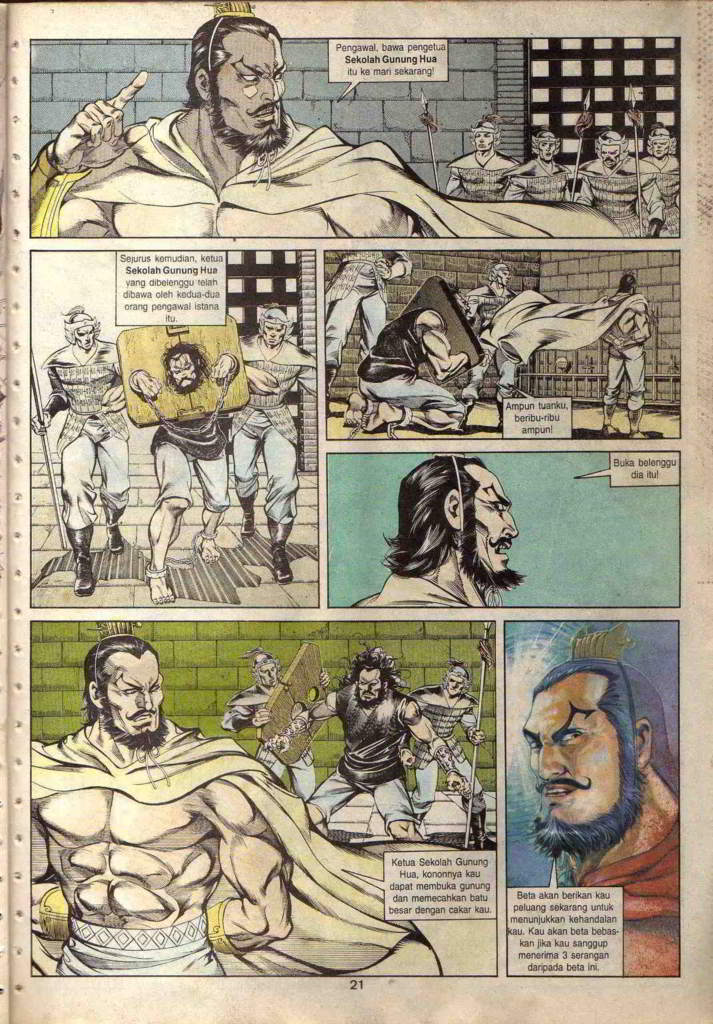 Pengawal, bawa pengetua
Sekolah Gunung Hua
itu ke mari sekarang!
Sejurus kemudian, ketua
Sekolah Gunung Hua
yang dibelenggu telah
dibawa oleh kedua-dua
orang pengawal istana
itu.
Ampun tuanku,
beribu-ribu
ampun!
Buka belenggu
dia itu!
Ketua Sekolah Gunung
Hua, kononnya kau
dapat membuka gunung
dan memecahkan batu
besar dengan cakar kau.
Beta akan berikan kau
peluang sekarang untuk
menunjukkan kehandalan
kau. Kau akan beta bebas-
kan jika kau sanggup
menerima 3 serangan
daripada beta ini.
21